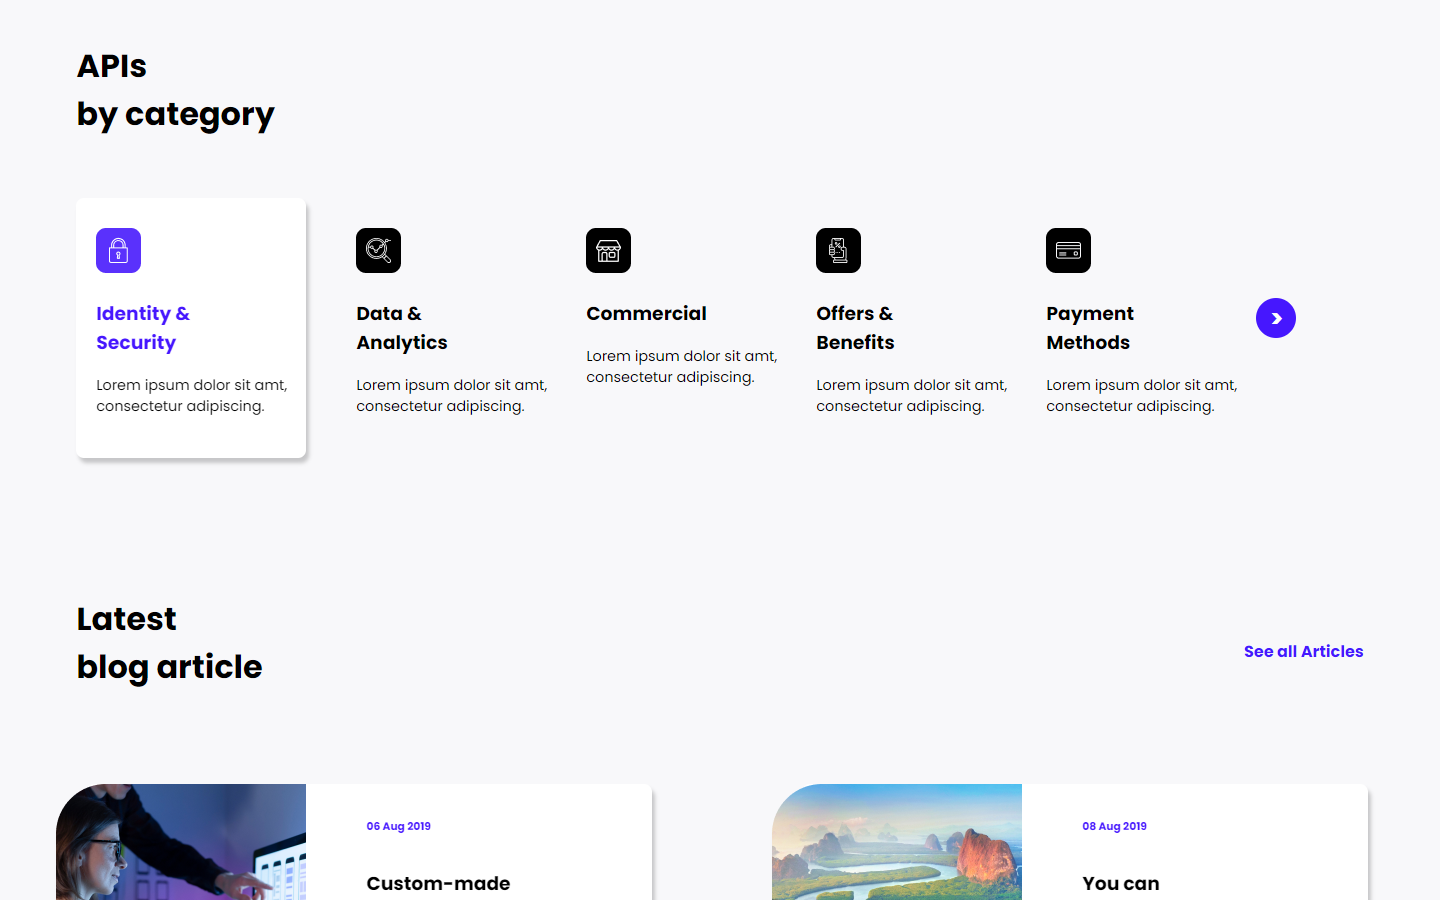 APIs
by category
Identity &
Security
Lorem ipsum dolor sit amt,
consectetur adipiscing.
Data &
Analytics
Lorem ipsum dolor sit amt,
consectetur adipiscing.
Commercial
Lorem ipsum dolor sit amt,
consectetur adipiscing.
Offers &
Benefits
Lorem ipsum dolor sit amt,
consectetur adipiscing.
Payment
Methods
Lorem ipsum dolor sit amt,
consectetur adipiscing.
Latest
blog article
See all Articles
06 Aug 2019
Custom-made
08 Aug 2019
You can